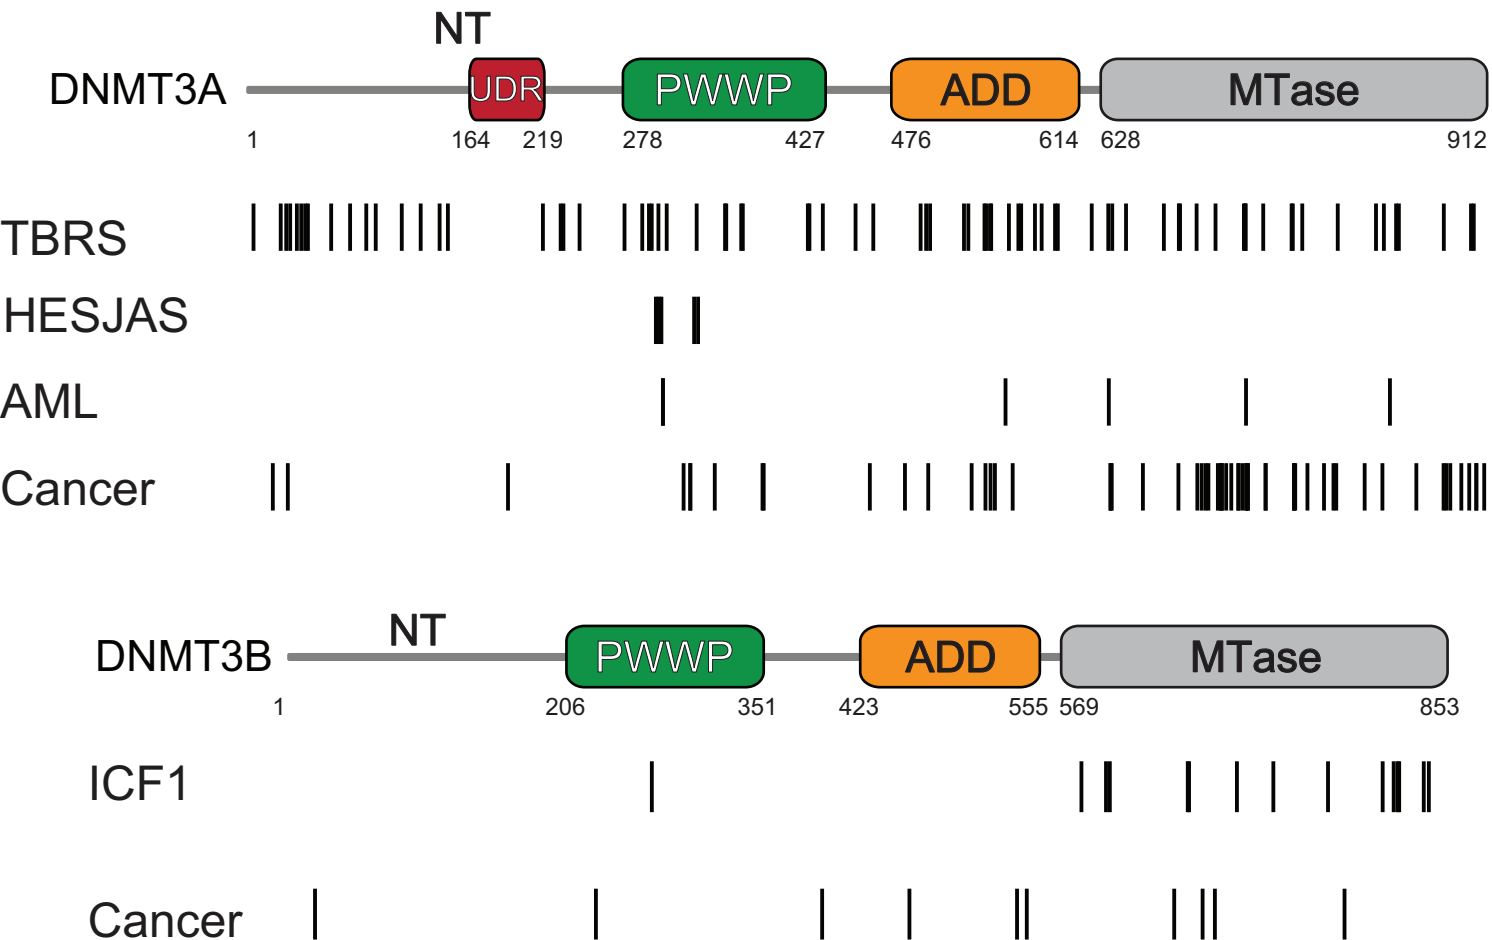 NT
DNMT3A UDR PWWP ADD MTase
1 164 219 278 427 476 614 628 912
TBRS
HESJAS
AML
Cancer
NT
DNMT3B PWWP ADD MTase
1 206 351 423 555 569 853
ICF1
Cancer